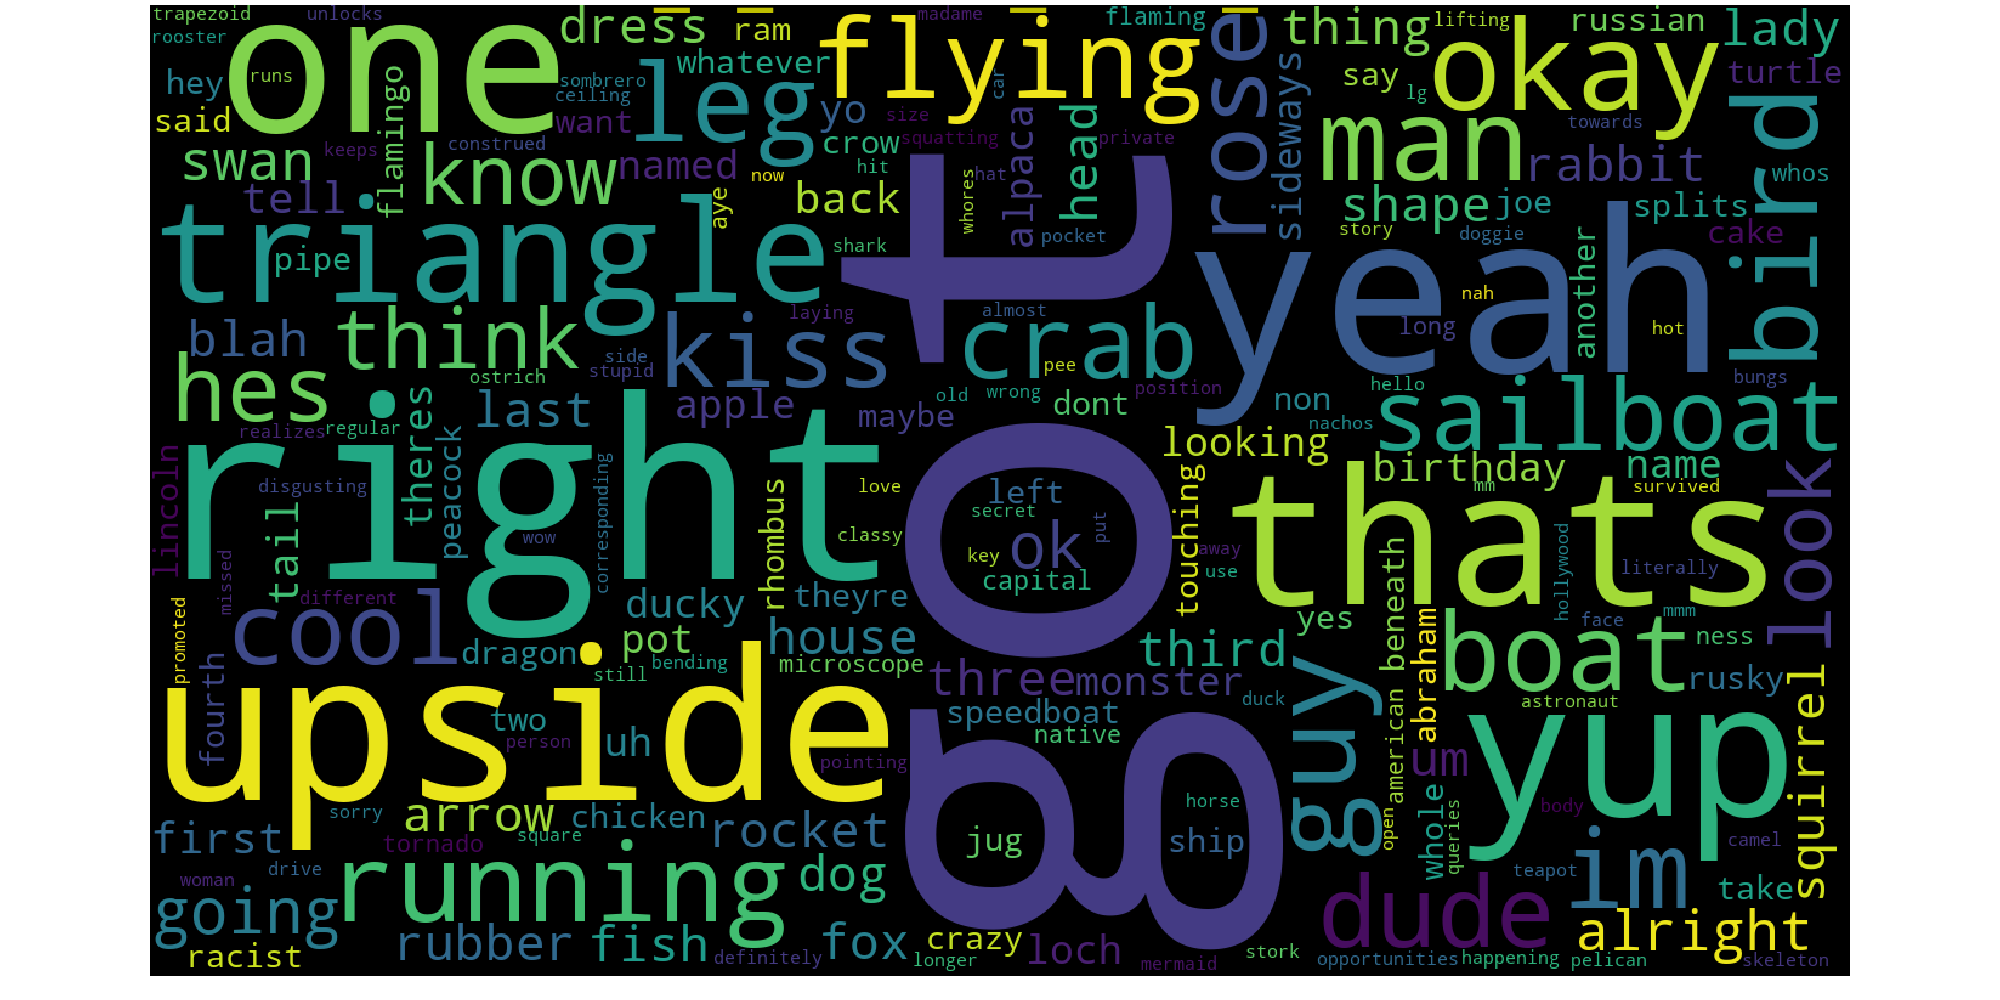 trapezoid unlocks one dress ram madame flying flaming rose thing lifting russian lady
rooster runs sombrero whatever okay
hey leg car say lg turtle
said flamingo ceiling want yo size head sideways man towards bird
swan keeps know construed named crow squatting alpaca private rabbit whos
tell aye now back hit whores hat shape joe splits
triangle pipe shark pocket got yeah story doggie another cake
blah think laying kiss almost crab nah long hot
hes ostrich side stupid pee hello bungs
theres last apple maybe old wrong dont position non nachos sailboat
realizes regular peacock looking birthday name
lincoln disgusting right corresponding rhombus love left touching thats mm survived look
tail wow classy secret ok put
key capital away use hollywood literally
missed different ducky theyre american beneath mmm
promoted cool pot house third yes abraham boat face ness
fourth dragon still bending microscope three monster guy rusky squirrel
upside two person uh pointing speedboat native duck astronaut yup
sorry arrow chicken horse open um body
first tornado square rocket jug ship whole queries camel
woman drive running dog dude teapot im take
going rubber fish fox crazy loch stork alright
racist definitely longer mermaid opportunities happening pelican skeleton